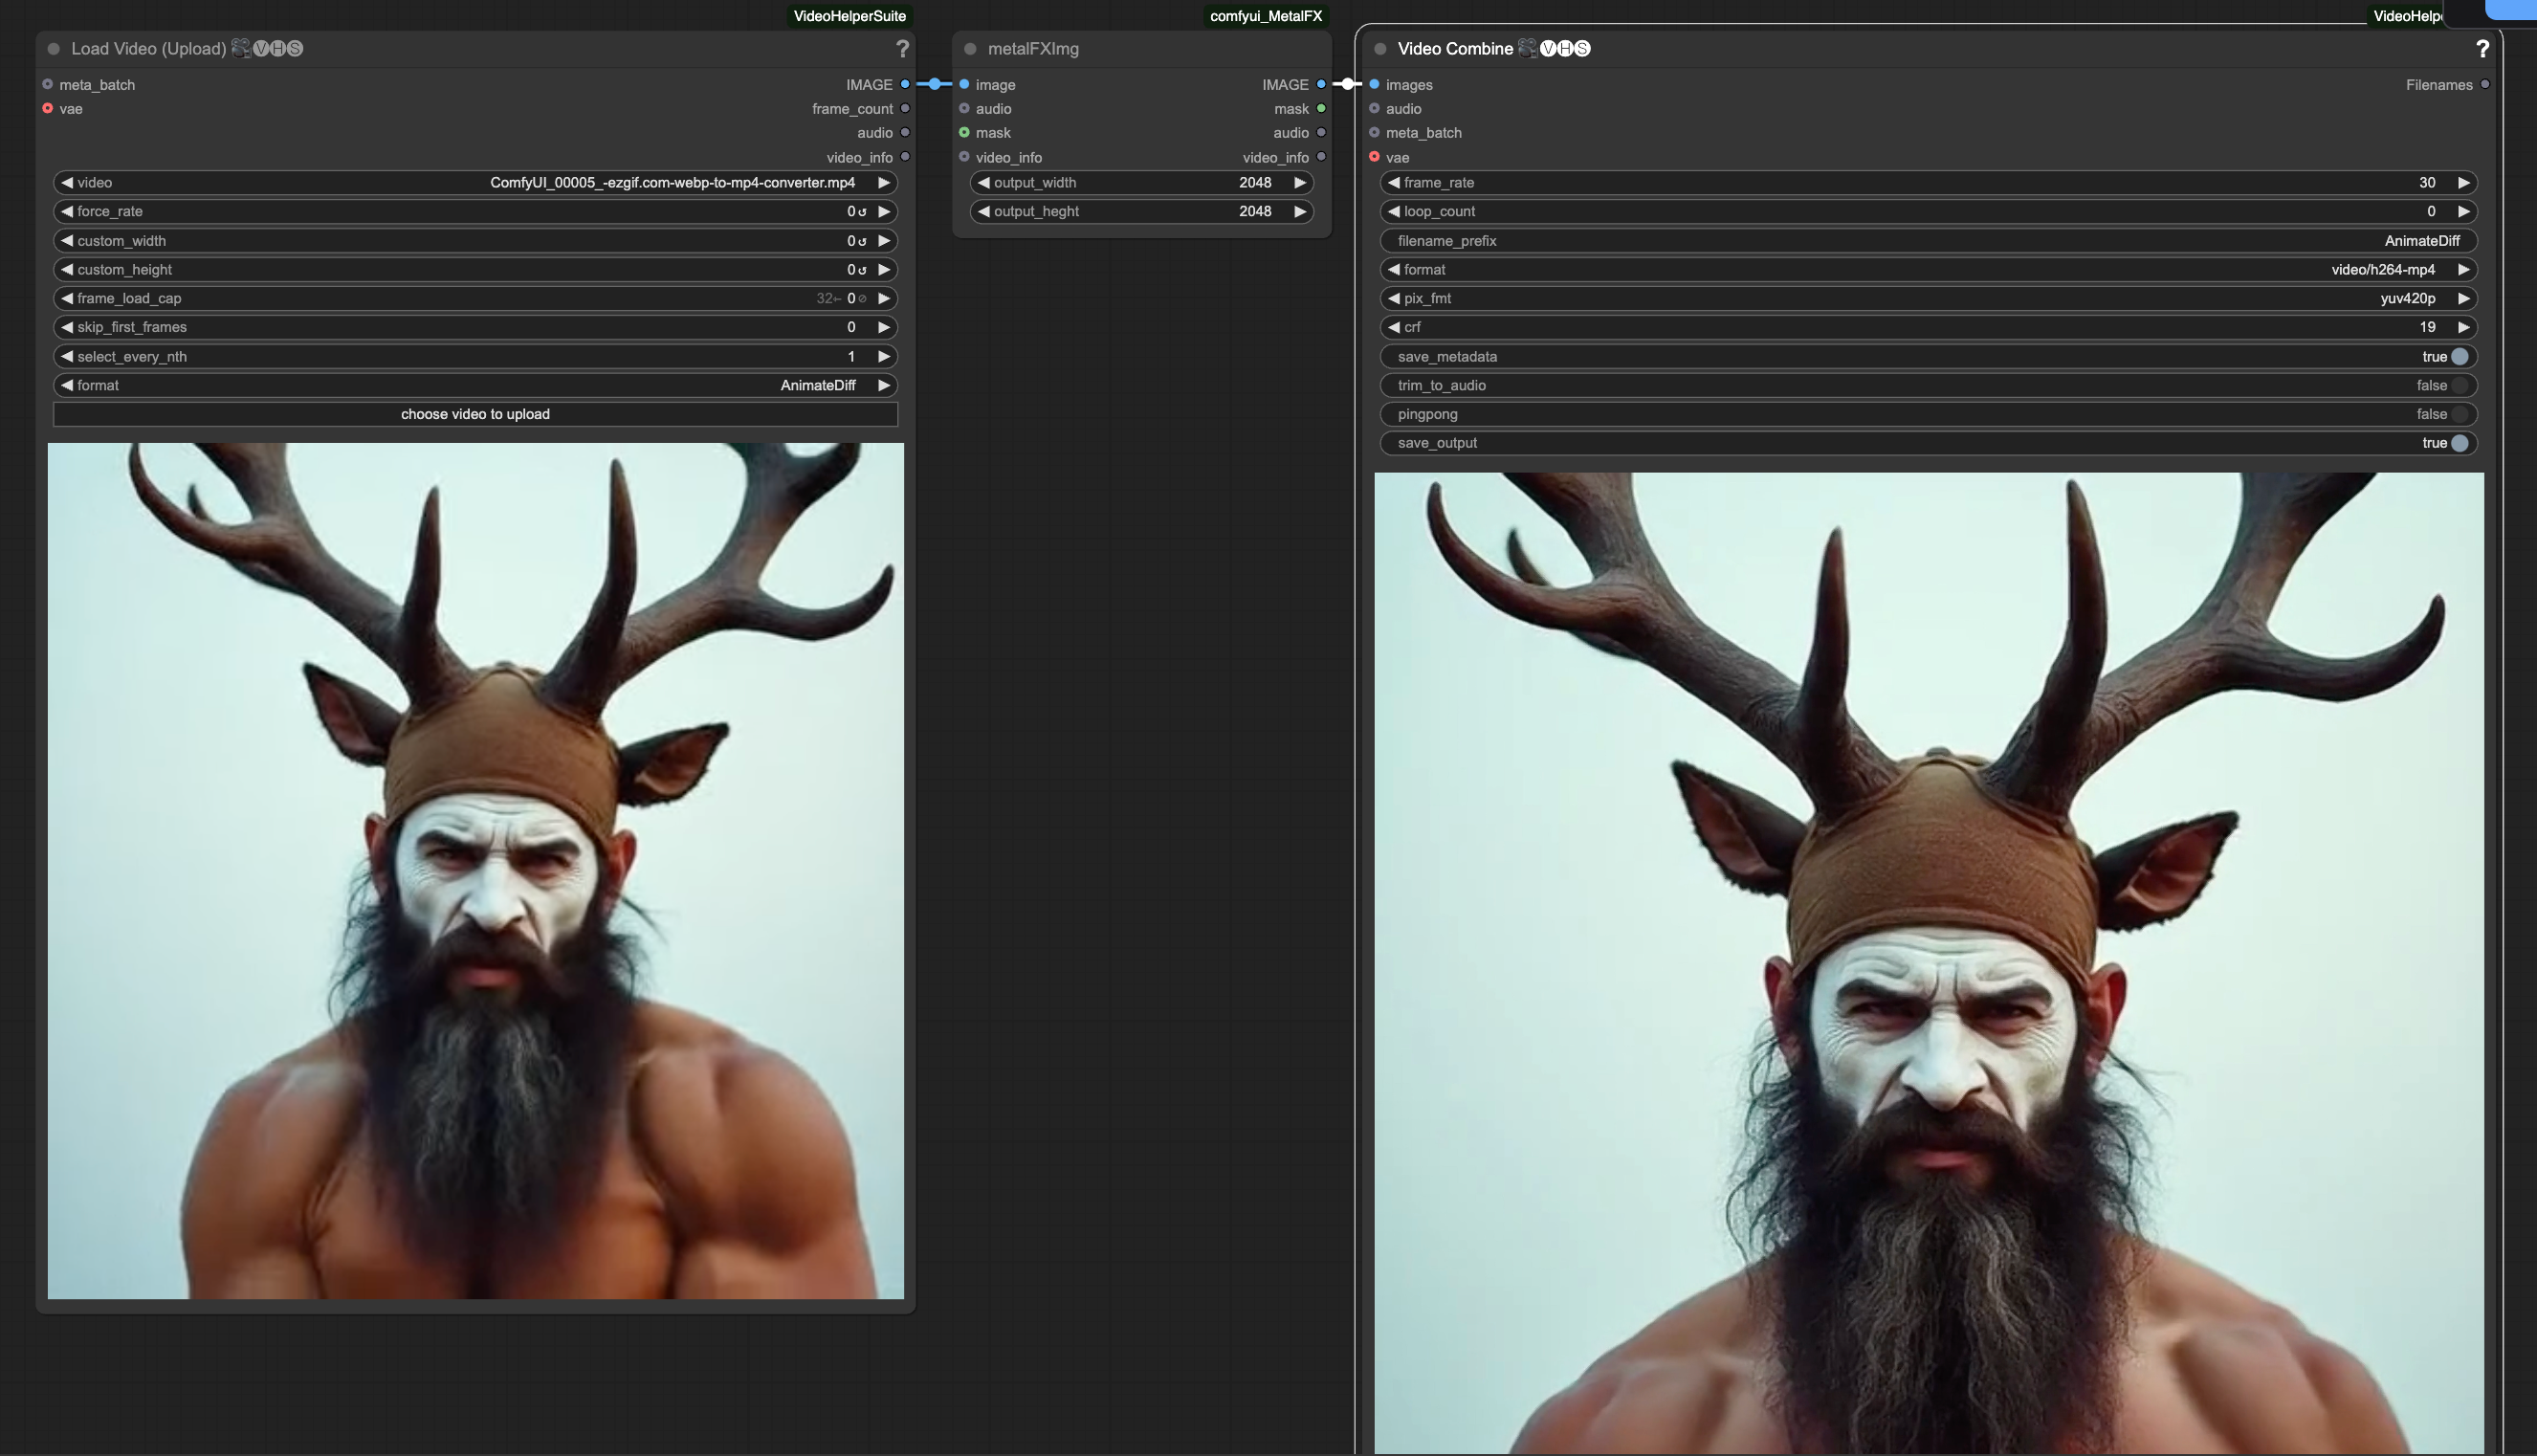 VideoHelperSuite
Load Video (Upload) 🎥🅥🅗🅢
?
meta_batch
IMAGE
vae
frame_count
audio
video_info
video ComfyUI_00005_-ezgif.com-webp-to-mp4-converter.mp4
force_rate 0↺
custom_width 0↺
custom_height 0↺
frame_load_cap 32← 0⊘
skip_first_frames 0
select_every_nth 1
format AnimateDiff
choose video to upload
comfyui_MetalFX
metalFXImg
image IMAGE
audio mask
mask audio
video_info video_info
output_width 2048
output_heght 2048
VideoHelp
Video Combine 🎥🅥🅗🅢
?
images Filenames
audio
meta_batch
vae
frame_rate 30
loop_count 0
filename_prefix AnimateDiff
format video/h264-mp4
pix_fmt yuv420p
crf 19
save_metadata true
trim_to_audio false
pingpong false
save_output true